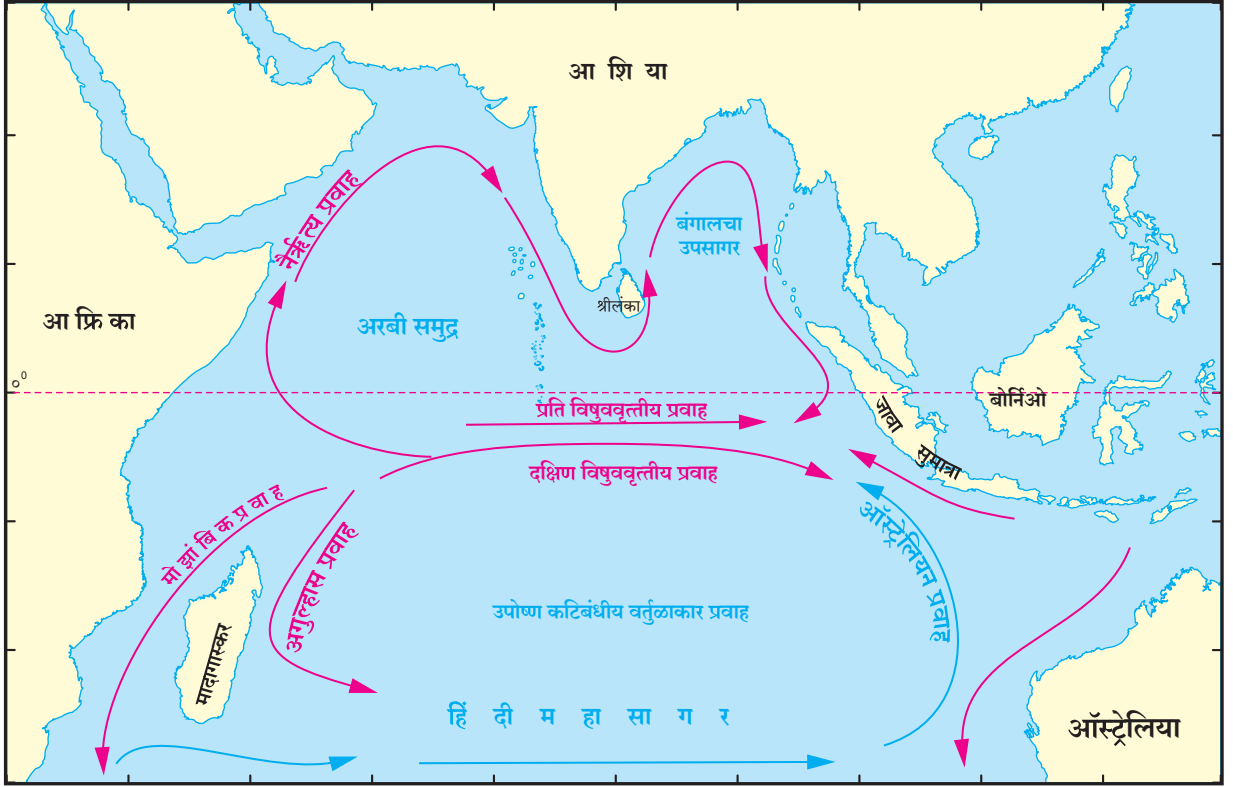 आ शि या
नैर्ऋत्य प्रवाह
बंगालचा
उपसागर
श्रीलंका
आ फ्रि का
अरबी समुद्र
०⁰
बोर्निओ
जावा
सुमात्रा
प्रति विषुववृत्तीय प्रवाह
दक्षिण विषुववृत्तीय प्रवाह
मो झां बि क प्र वा ह
अगुल्हास प्रवाह
ऑस्ट्रेलियन प्रवाह
उपोष्ण कटिबंधीय वर्तुळाकार प्रवाह
मादागास्कर
हिं दी म हा सा ग र
ऑस्ट्रेलिया